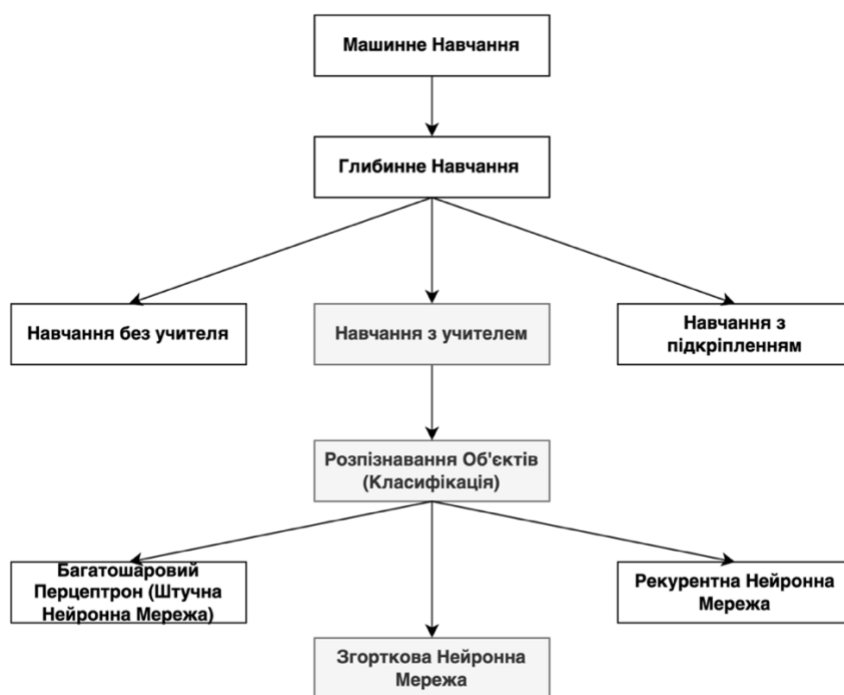 Машинне Навчання
Глибинне Навчання
Навчання без учителя
Навчання з учителем
Навчання з
підкріпленням
Розпізнавання Об'єктів
(Класифікація)
Багатошаровий
Перцептрон (Штучна
Нейронна Мережа)
Рекурентна Нейронна
Мережа
Згорткова Нейронна
Мережа